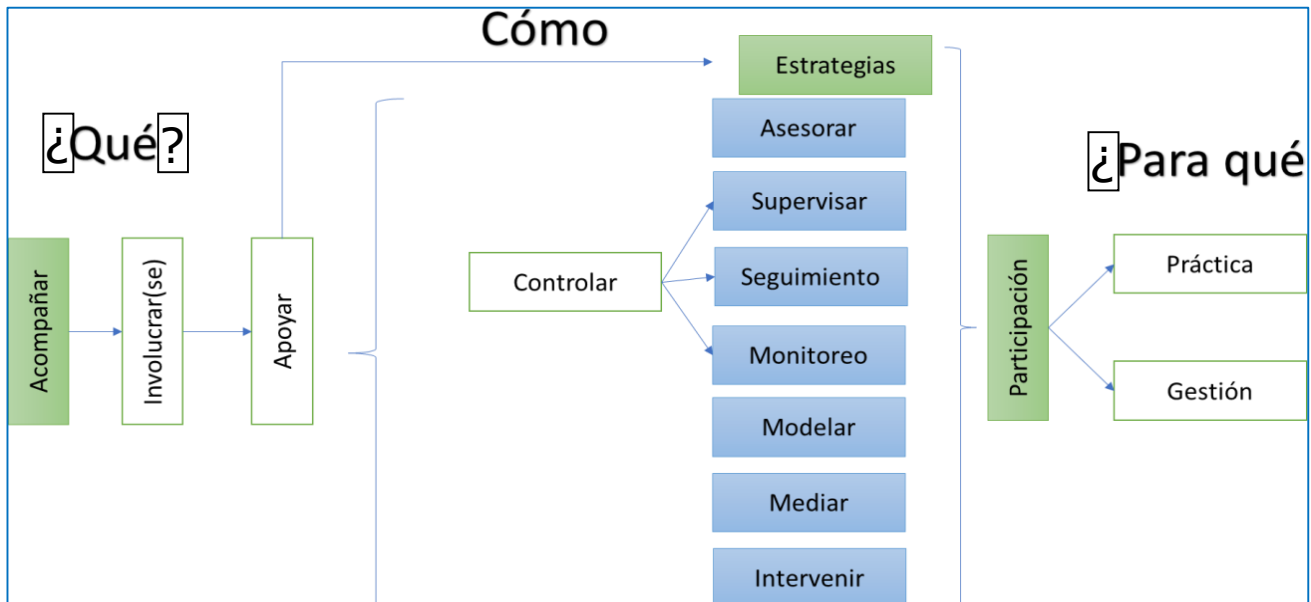 Cómo
¿Qué?
¿Para qué
Acompañar
Involucrar(se)
Apoyar
Controlar
Estrategias
Asesorar
Supervisar
Seguimiento
Monitoreo
Modelar
Mediar
Intervenir
Participación
Práctica
Gestión